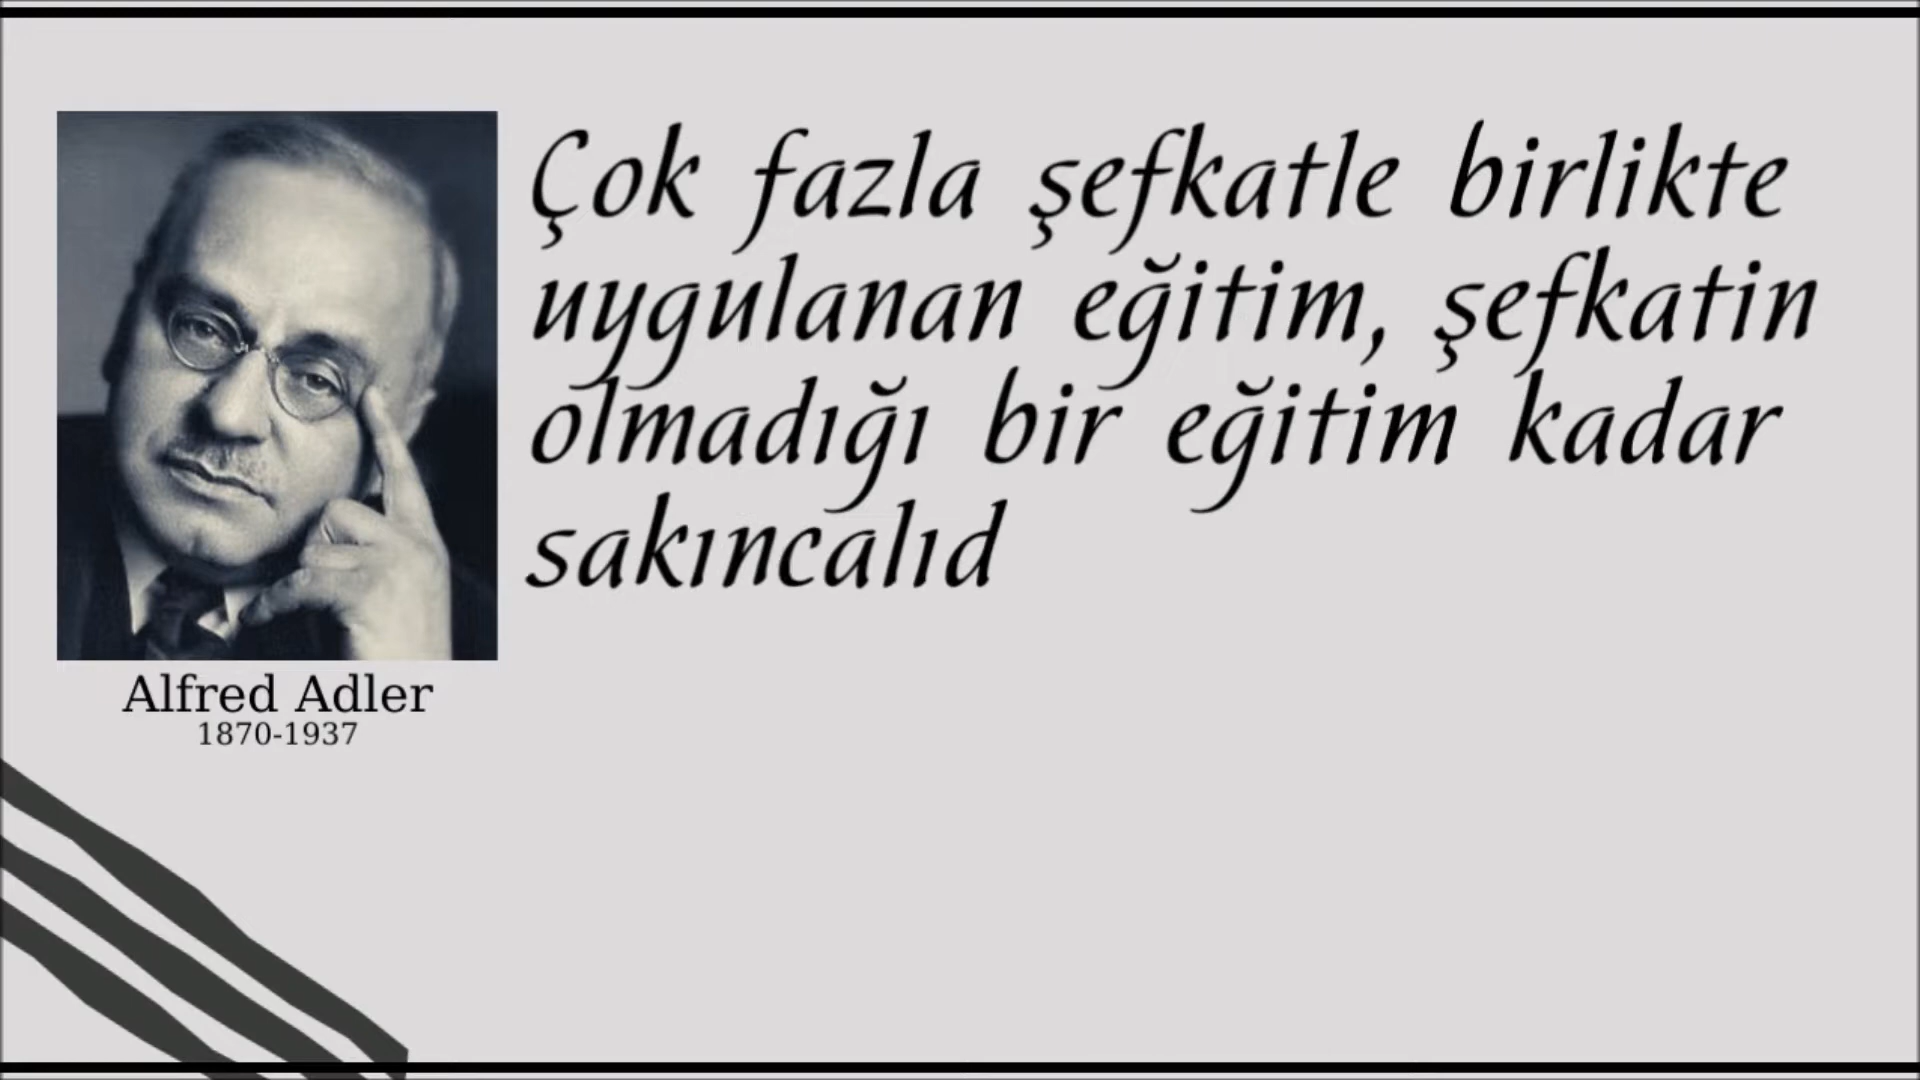 Çok fazla şefkatle birlikte
uygulanan eğitim, şefkatin
olmadığı bir eğitim kadar
sakıncalıd
Alfred Adler
1870-1937